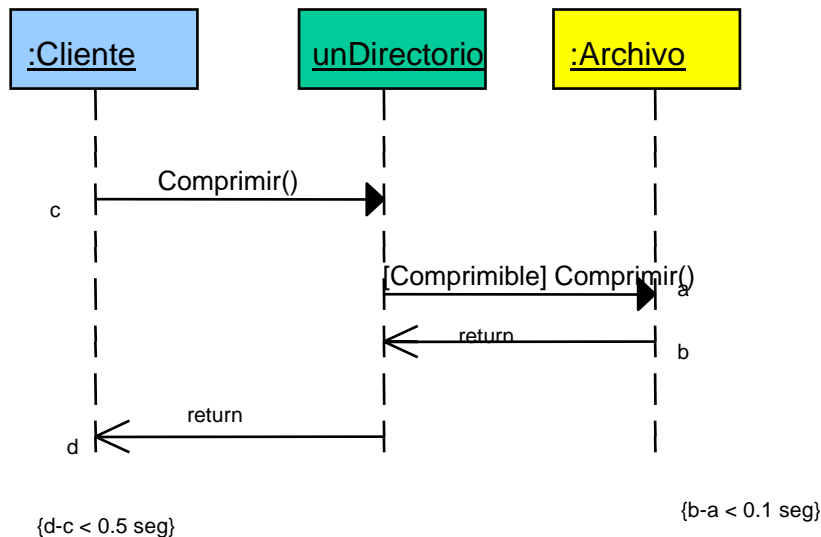 :Cliente
unDirectorio
:Archivo
Comprimir()
c
[Comprimible] Comprimir()
a
return
b
return
d
{d-c < 0.5 seg}
{b-a < 0.1 seg}